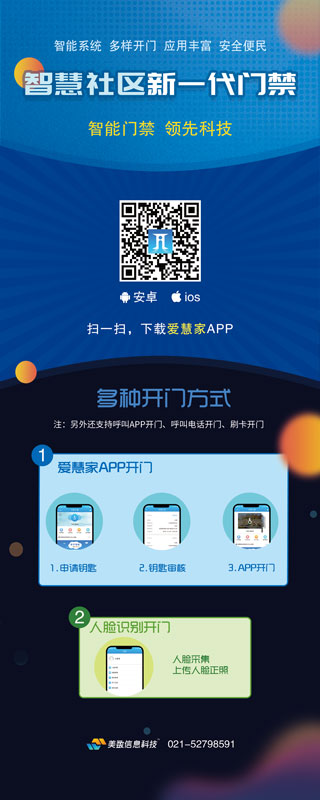 智能系统 多样开门 应用丰富 安全便民
智慧社区新一代门禁
智能门禁 领先科技
安卓 ios
扫一扫，下载爱慧家APP
多种开门方式
注：另外还支持呼叫APP开门、呼叫电话开门、刷卡开门
1 爱慧家APP开门
1.申请钥匙 2.钥匙审核 3.APP开门
2 人脸识别开门
人脸采集
上传人脸正照
美盈信息科技 021-52798591